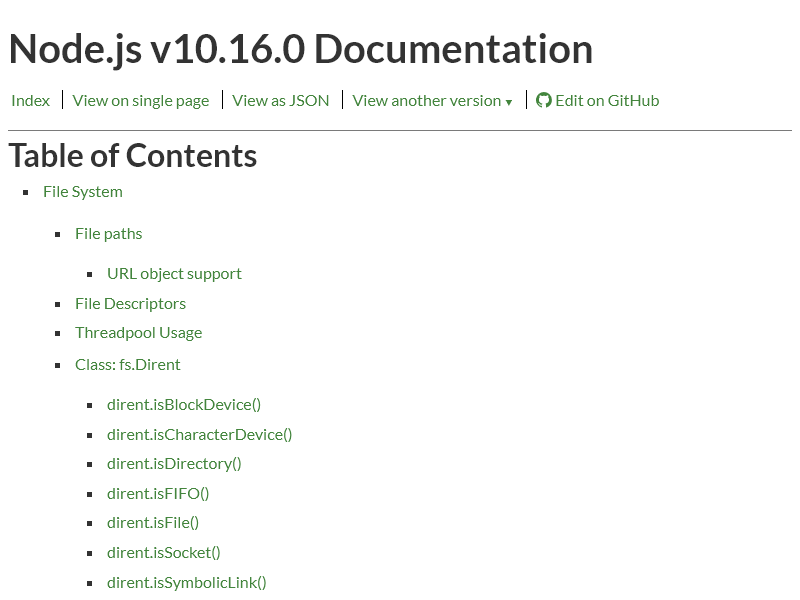 Node.js v10.16.0 Documentation
Index View on single page View as JSON View another version ▼ Edit on GitHub
Table of Contents
File System
File paths
URL object support
File Descriptors
Threadpool Usage
Class: fs.Dirent
dirent.isBlockDevice()
dirent.isCharacterDevice()
dirent.isDirectory()
dirent.isFIFO()
dirent.isFile()
dirent.isSocket()
dirent.isSymbolicLink()